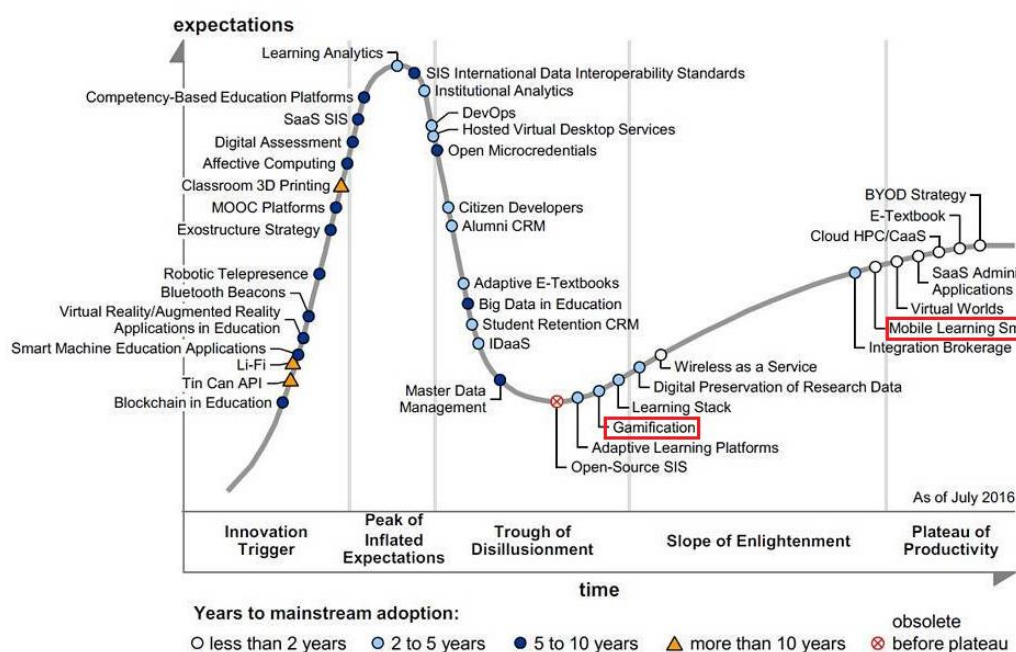 expectations
Learning Analytics
SIS International Data Interoperability Standards
Institutional Analytics
Competency-Based Education Platforms
SaaS SIS
DevOps
Hosted Virtual Desktop Services
Digital Assessment
Open Microcredentials
Affective Computing
Classroom 3D Printing
MOOC Platforms
Citizen Developers
Exostructure Strategy
Alumni CRM
Robotic Telepresence
Adaptive E-Textbooks
Bluetooth Beacons
Big Data in Education
Virtual Reality/Augmented Reality
Applications in Education
Student Retention CRM
Smart Machine Education Applications
IDaaS
Li-Fi
Tin Can API
Blockchain in Education
Master Data
Management
Open-Source SIS
Adaptive Learning Platforms
Gamification
Learning Stack
Digital Preservation of Research Data
Wireless as a Service
BYOD Strategy
E-Textbook
Cloud HPC/CaaS
SaaS Admini
Applications
Virtual Worlds
Mobile Learning Sm
Integration Brokerage
As of July 2016
Innovation
Trigger
Peak of
Inflated
Expectations
Trough of
Disillusionment
Slope of Enlightenment
Plateau of
Productivity
time
Years to mainstream adoption:
less than 2 years
2 to 5 years
5 to 10 years
more than 10 years
obsolete
before plateau